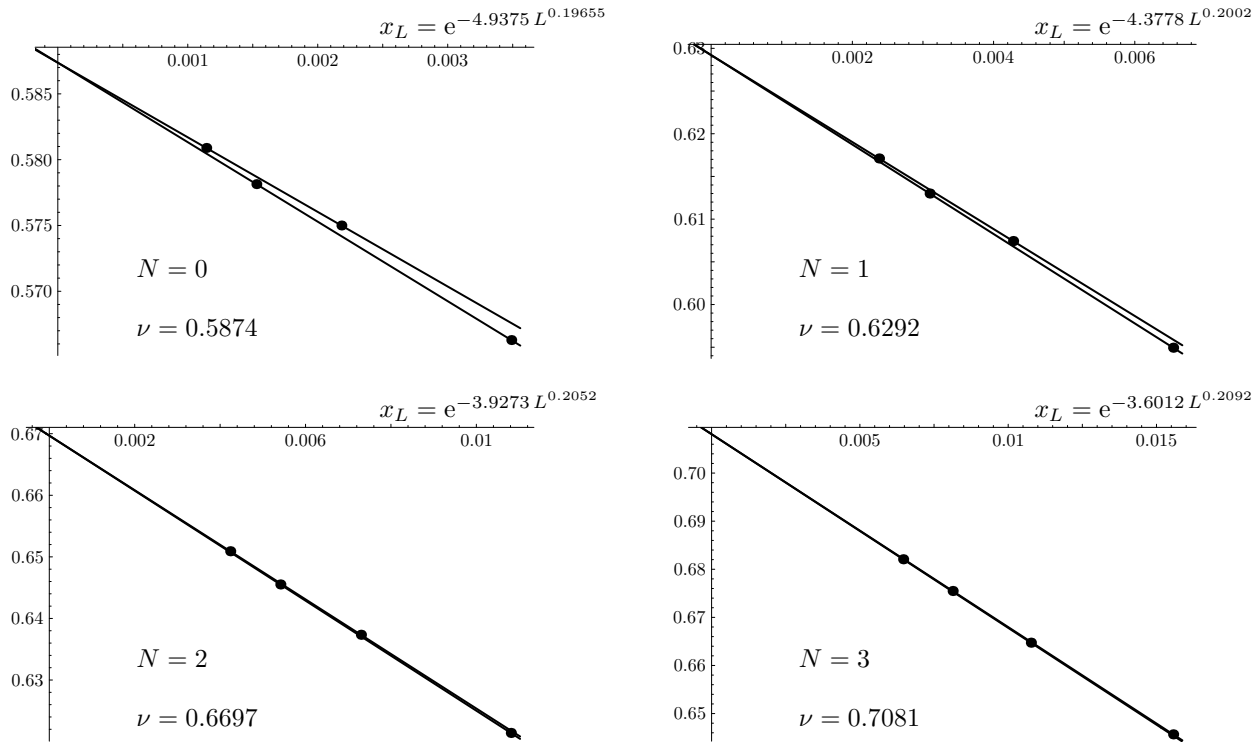 x_L = e^{-4.9375 L^{0.19655}}
0.001 0.002 0.003
0.585
0.580
0.575
0.570
N = 0
ν = 0.5874
x_L = e^{-4.3778 L^{0.2002}}
0.63
0.002 0.004 0.006
0.62
0.61
0.60
N = 1
ν = 0.6292
x_L = e^{-3.9273 L^{0.2052}}
0.67
0.002 0.006 0.01
0.66
0.65
0.64
0.63
N = 2
ν = 0.6697
x_L = e^{-3.6012 L^{0.2092}}
0.005 0.01 0.015
0.70
0.69
0.68
0.67
0.66
0.65
N = 3
ν = 0.7081